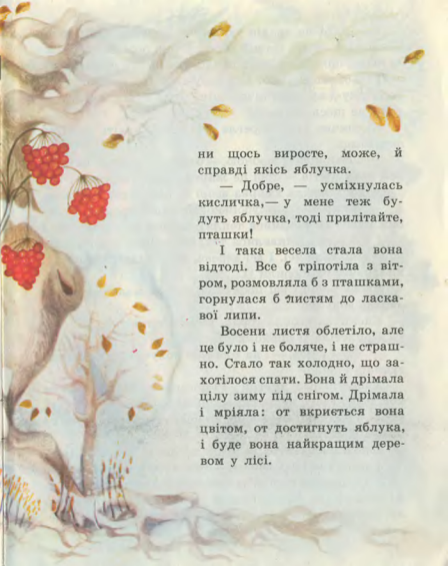 ни щось виросте, може, й
справді якісь яблучка.
— Добре, — усміхнулась
кисличка,— у мене теж бу-
дуть яблучка, тоді прилітайте,
пташки!
І така весела стала вона
відтоді. Все б тріпотіла з віт-
ром, розмовляла б з пташками,
горнулася б листям до ласка-
вої липи.
Восени листя облетіло, але
це було і не боляче, і не страш-
но. Стало так холодно, що за-
хотілося спати. Вона й дрімала
цілу зиму під снігом. Дрімала
і мріяла: от вкриється вона
цвітом, от достигнуть яблука,
і буде вона найкращим дере-
вом у лісі.